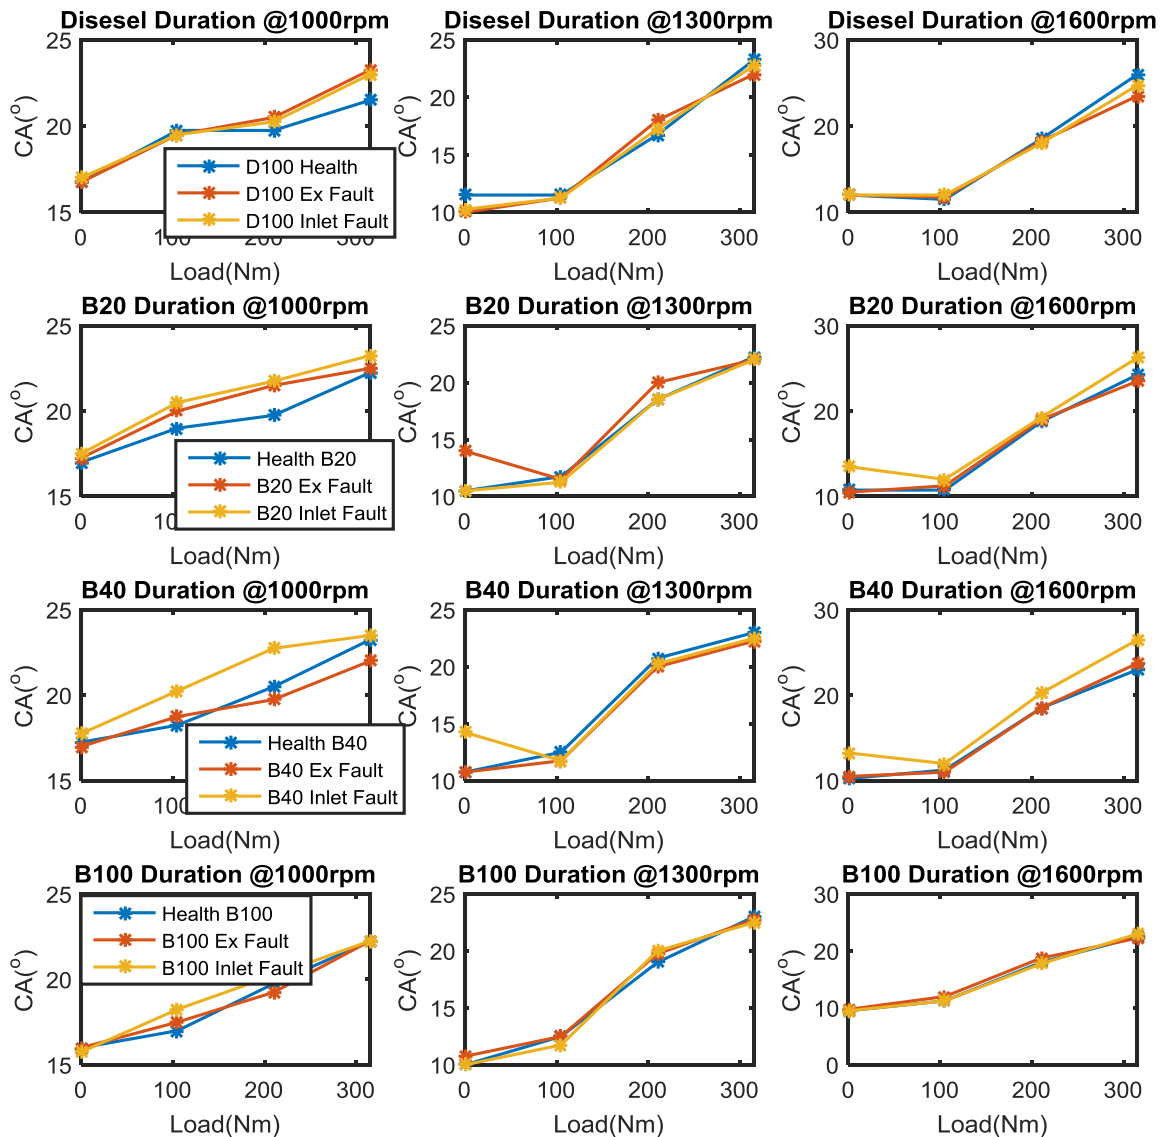 Disesel Duration @1000rpm
25
20
15
CA(°)
0 100 200 300
Load(Nm)
D100 Health
D100 Ex Fault
D100 Inlet Fault
Disesel Duration @1300rpm
25
20
15
10
CA(°)
0 100 200 300
Load(Nm)
Disesel Duration @1600rpm
30
20
10
CA(°)
0 100 200 300
Load(Nm)
B20 Duration @1000rpm
25
20
15
CA(°)
0
Load(Nm)
Health B20
B20 Ex Fault
B20 Inlet Fault
B20 Duration @1300rpm
25
20
15
10
CA(°)
0 100 200 300
Load(Nm)
B20 Duration @1600rpm
30
20
10
CA(°)
0 100 200 300
Load(Nm)
B40 Duration @1000rpm
25
20
15
CA(°)
0 100
Load(Nm)
Health B40
B40 Ex Fault
B40 Inlet Fault
B40 Duration @1300rpm
25
20
15
10
CA(°)
0 100 200 300
Load(Nm)
B40 Duration @1600rpm
30
20
10
CA(°)
0 100 200 300
Load(Nm)
B100 Duration @1000rpm
25
20
15
CA(°)
0 100 200 300
Load(Nm)
Health B100
B100 Ex Fault
B100 Inlet Fault
B100 Duration @1300rpm
25
20
15
10
CA(°)
0 100 200 300
Load(Nm)
B100 Duration @1600rpm
30
20
10
0
CA(°)
0 100 200 300
Load(Nm)